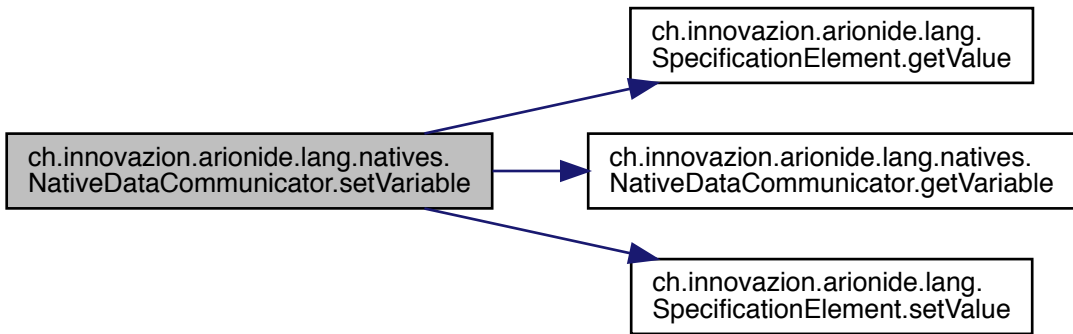 ch.innovazion.arionide.lang.
SpecificationElement.getValue
ch.innovazion.arionide.lang.natives.
NativeDataCommunicator.setVariable
ch.innovazion.arionide.lang.natives.
NativeDataCommunicator.getVariable
ch.innovazion.arionide.lang.
SpecificationElement.setValue